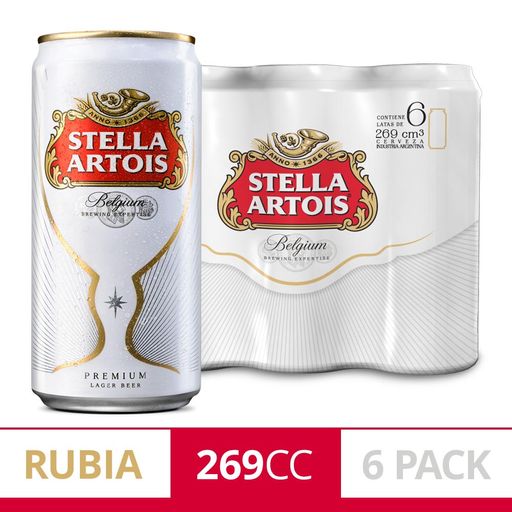 ANNO 1366
STELLA
ARTOIS
Belgium
BREWING EXPERTISE
PREMIUM
LAGER BEER
CONTIENE 6
LATAS DE
269 cm³
CERVEZA
INDUSTRIA ARGENTINA
ANNO 1366
STELLA
ARTOIS
Belgium
BREWING EXPERTISE
RUBIA
269CC
6 PACK